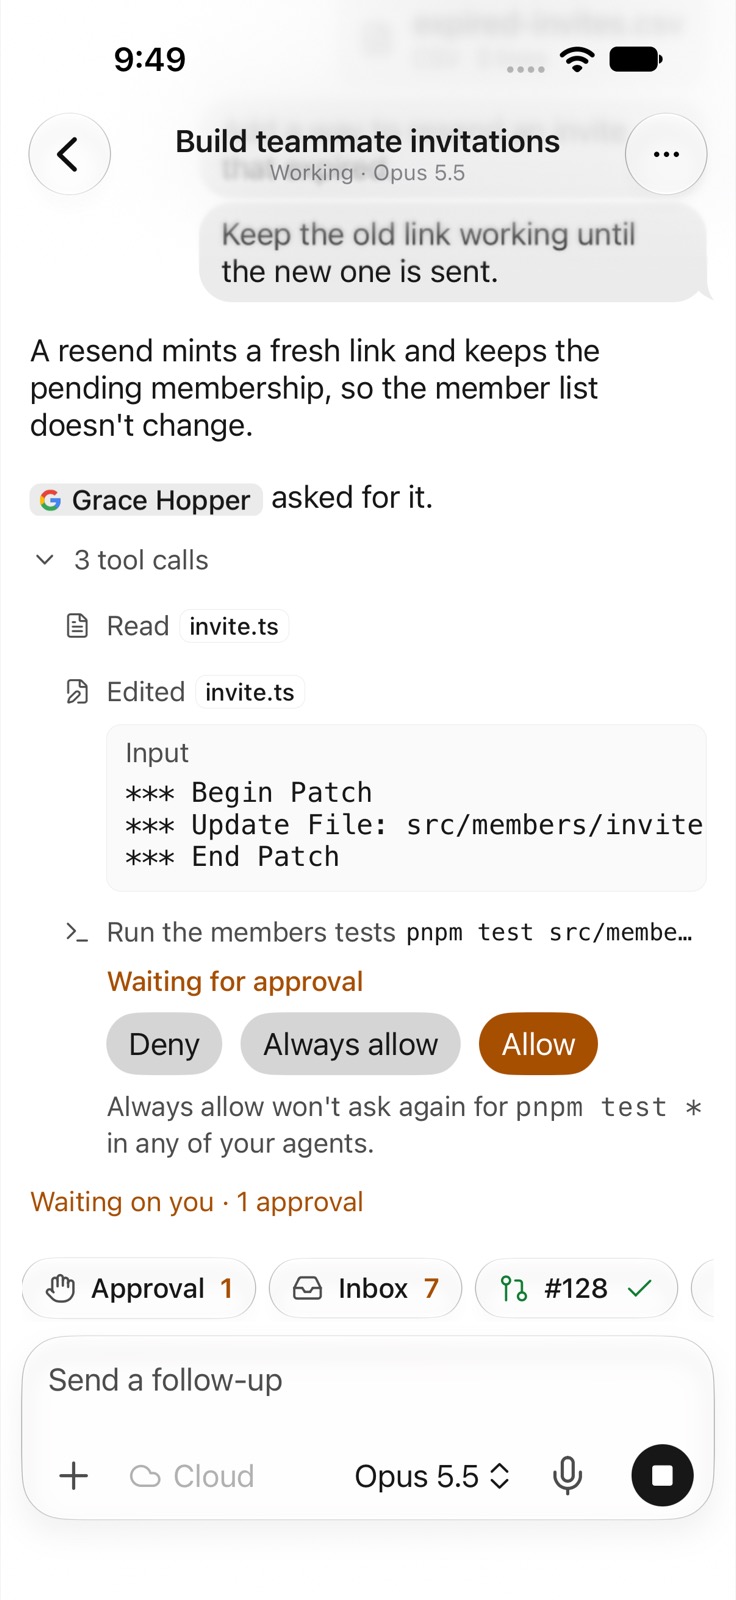 9:49
Build teammate invitations
Working · Opus 5.5
Keep the old link working until
the new one is sent.
A resend mints a fresh link and keeps the
pending membership, so the member list
doesn't change.
Grace Hopper asked for it.
3 tool calls
Read invite.ts
Edited invite.ts
Input
*** Begin Patch
*** Update File: src/members/invite
*** End Patch
Run the members tests pnpm test src/membe…
Waiting for approval
Deny Always allow Allow
Always allow won't ask again for pnpm test *
in any of your agents.
Waiting on you · 1 approval
Approval 1 Inbox 7 #128
Send a follow-up
Cloud Opus 5.5